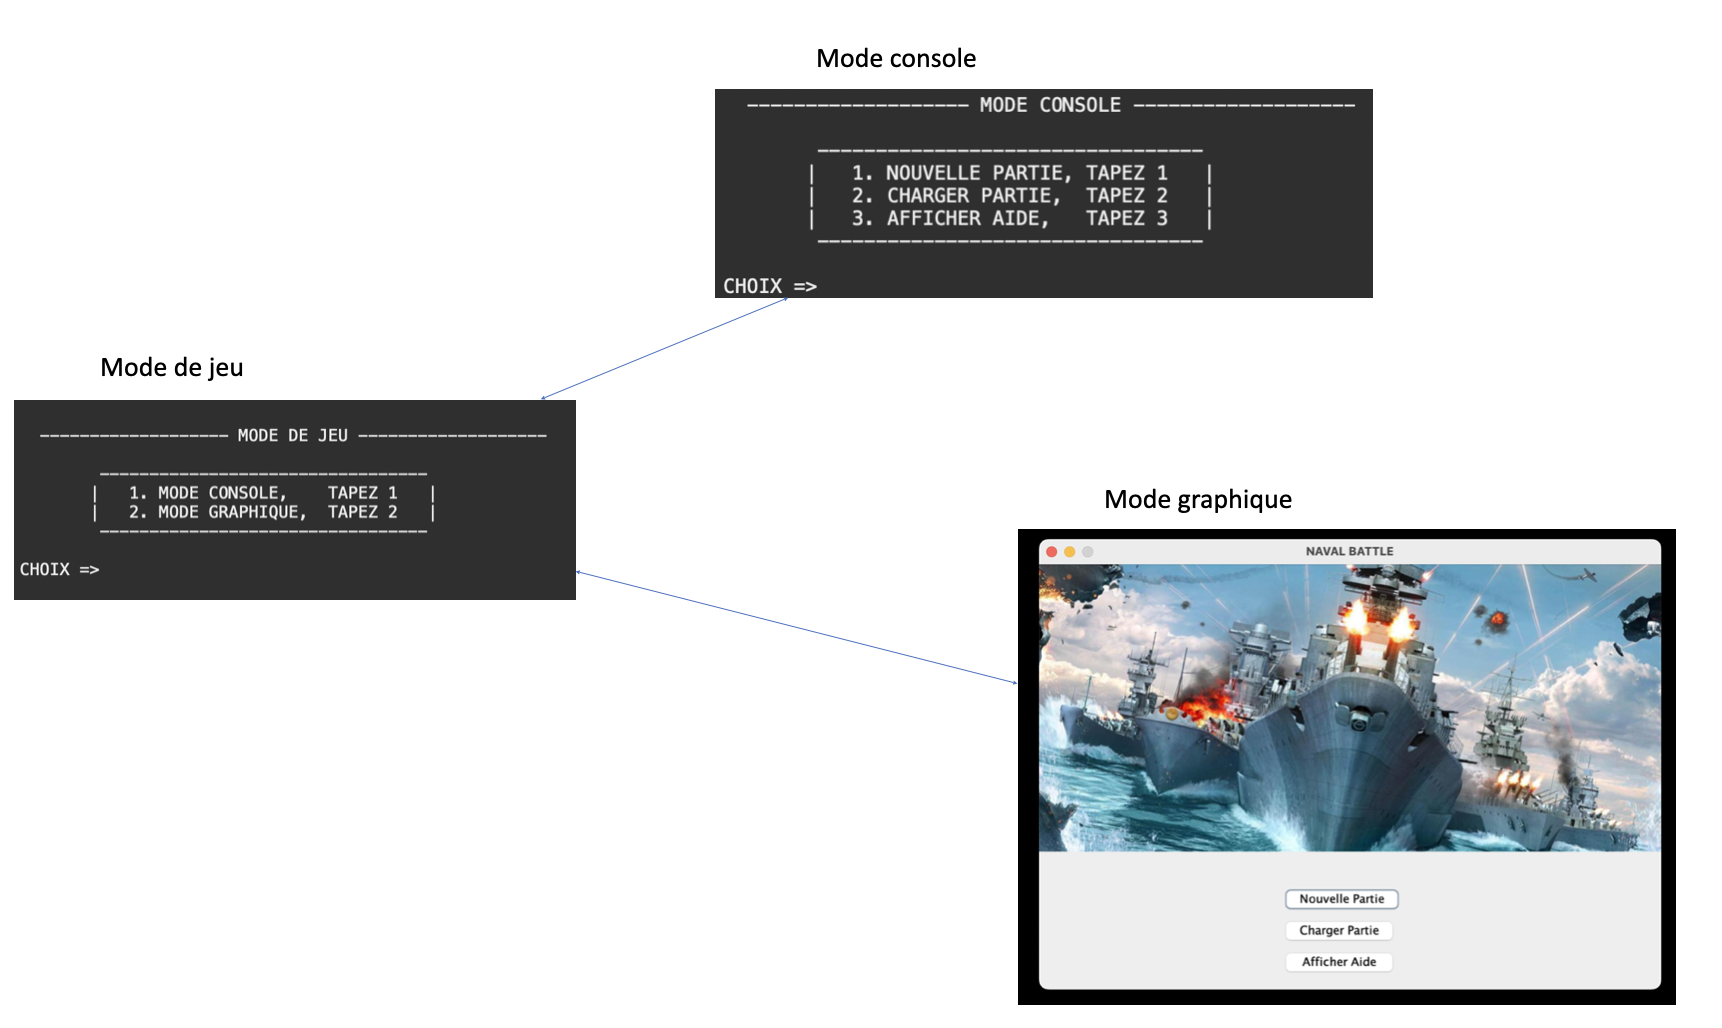 Mode console
------------------- MODE CONSOLE -------------------
---------------------------------
| 1. NOUVELLE PARTIE, TAPEZ 1 |
| 2. CHARGER PARTIE, TAPEZ 2 |
| 3. AFFICHER AIDE, TAPEZ 3 |
---------------------------------
CHOIX =>
Mode de jeu
------------------- MODE DE JEU -------------------
---------------------------------
| 1. MODE CONSOLE, TAPEZ 1 |
| 2. MODE GRAPHIQUE, TAPEZ 2 |
---------------------------------
CHOIX =>
Mode graphique
NAVAL BATTLE
Nouvelle Partie
Charger Partie
Afficher Aide